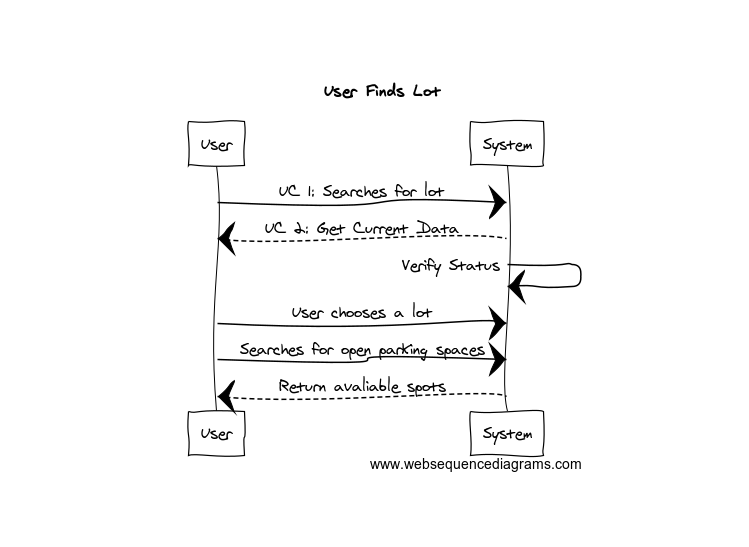 User Finds Lot
User
System
UC 1: Searches for lot
UC 2: Get Current Data
Verify Status
User chooses a lot
Searches for open parking spaces
Return avaliable spots
User
System
www.websequencediagrams.com